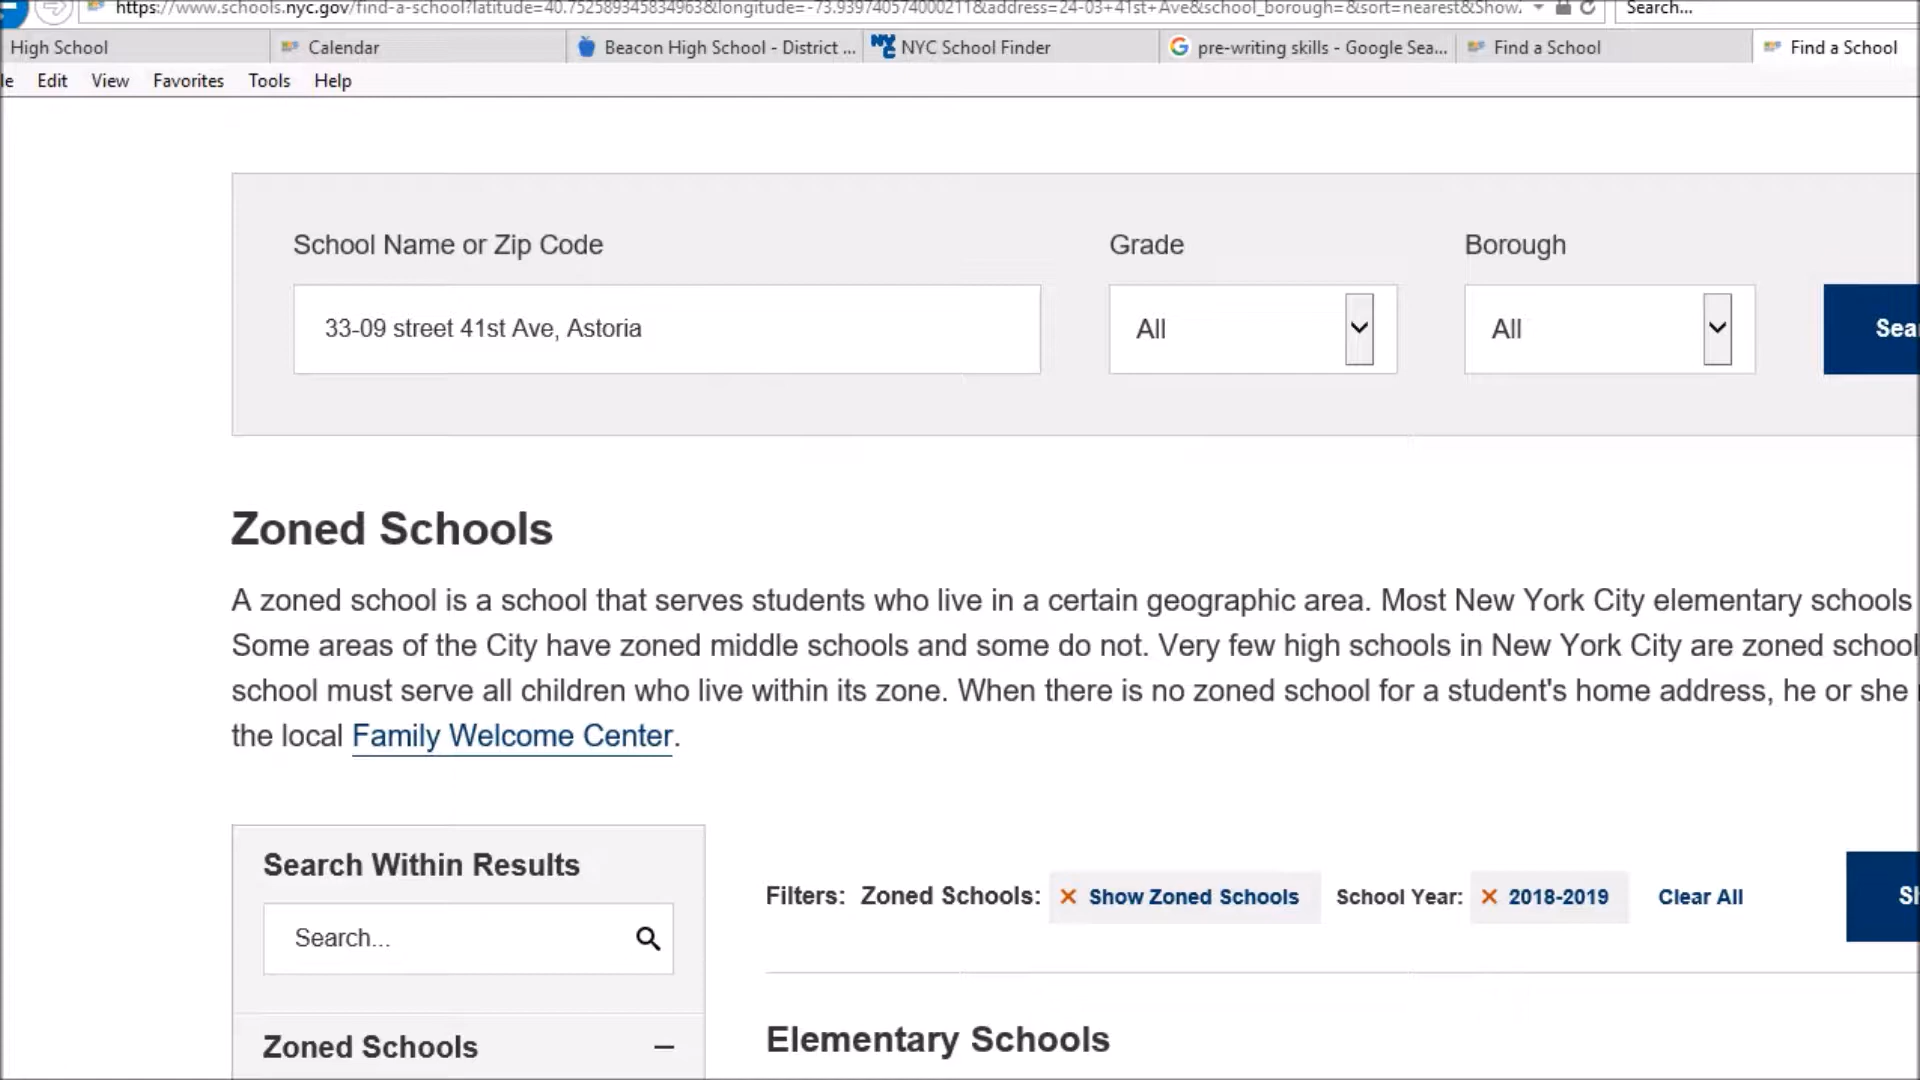 https://www.schools.nyc.gov/find-a-school?latitude=40.752589345834963&longitude=-73.939740574000211&address=24-03+41st+Ave&school_borough=&sort=nearest&Show. Search...
High School Calendar Beacon High School - District ... NYC School Finder pre-writing skills - Google Sea... Find a School Find a School
le Edit View Favorites Tools Help
School Name or Zip Code Grade Borough
33-09 street 41st Ave, Astoria All All Sea
Zoned Schools
A zoned school is a school that serves students who live in a certain geographic area. Most New York City elementary schools
Some areas of the City have zoned middle schools and some do not. Very few high schools in New York City are zoned school
school must serve all children who live within its zone. When there is no zoned school for a student's home address, he or she
the local Family Welcome Center.
Search Within Results
Search...
Zoned Schools
Filters: Zoned Schools: Show Zoned Schools School Year: 2018-2019 Clear All Sh
Elementary Schools